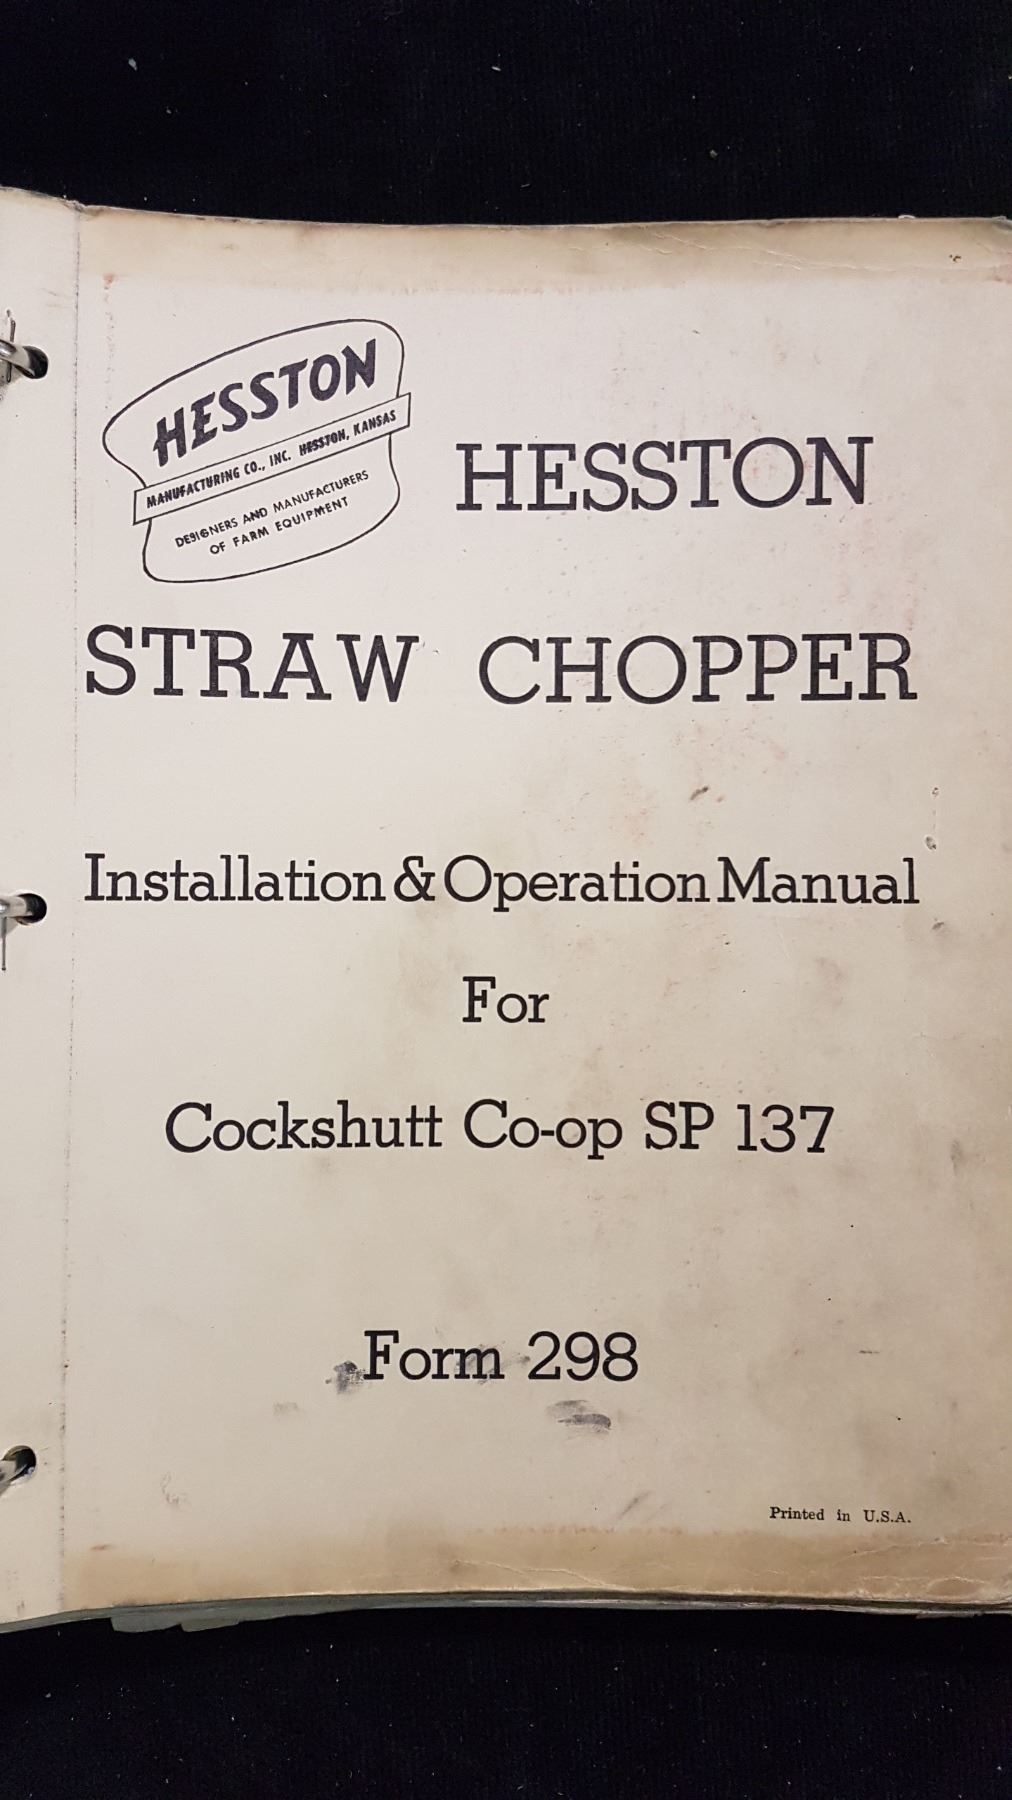 HESSTON
MANUFACTURING CO., INC. HESSTON, KANSAS
DESIGNERS AND MANUFACTURERS
OF FARM EQUIPMENT
HESSTON
STRAW CHOPPER
Installation & Operation Manual
For
Cockshutt Co-op SP 137
Form 298
Printed in U.S.A.